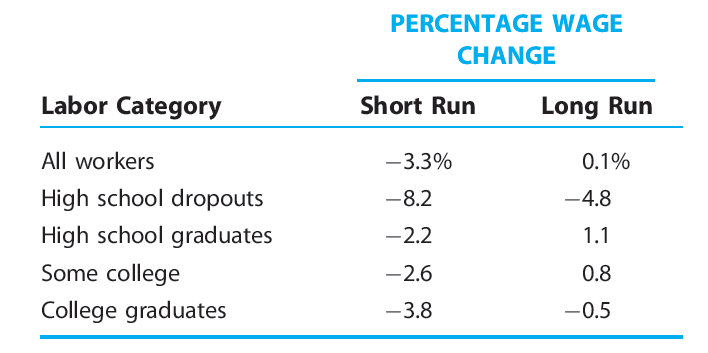 PERCENTAGE WAGE
CHANGE
Labor Category Short Run Long Run
All workers −3.3% 0.1%
High school dropouts −8.2 −4.8
High school graduates −2.2 1.1
Some college −2.6 0.8
College graduates −3.8 −0.5